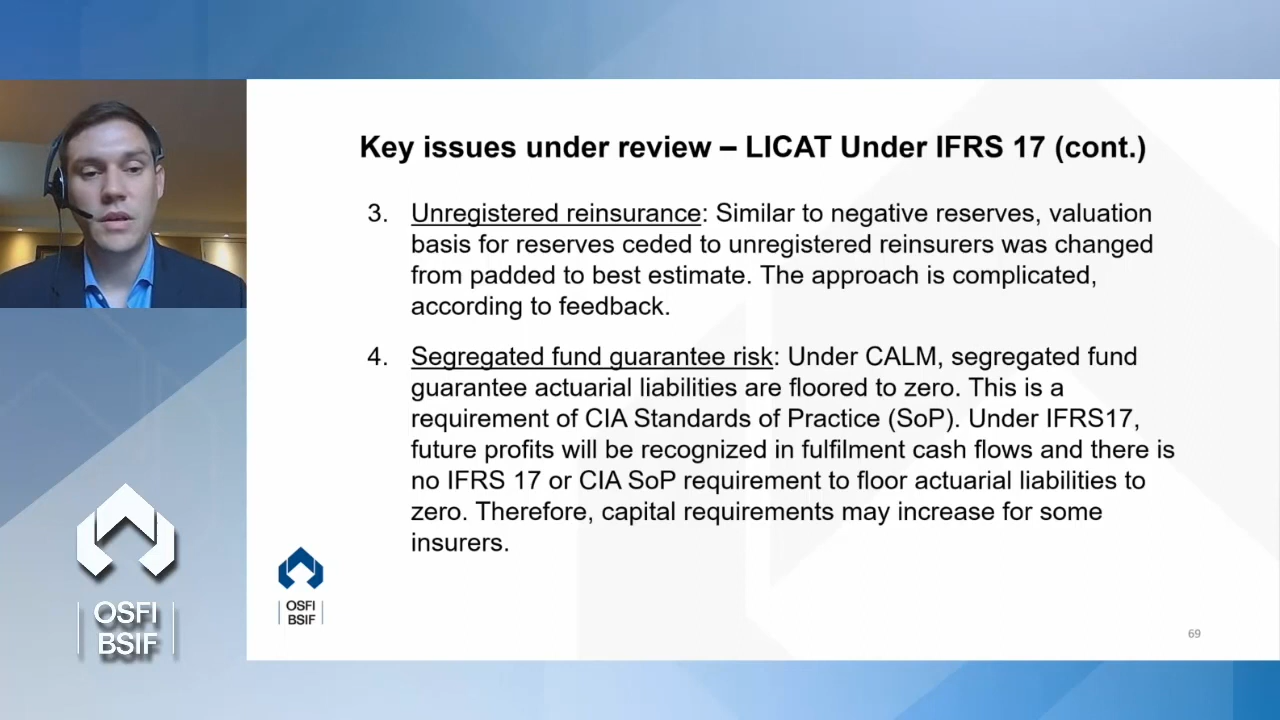 Key issues under review – LICAT Under IFRS 17 (cont.)
3. Unregistered reinsurance: Similar to negative reserves, valuation
basis for reserves ceded to unregistered reinsurers was changed
from padded to best estimate. The approach is complicated,
according to feedback.
4. Segregated fund guarantee risk: Under CALM, segregated fund
guarantee actuarial liabilities are floored to zero. This is a
requirement of CIA Standards of Practice (SoP). Under IFRS17,
future profits will be recognized in fulfilment cash flows and there is
no IFRS 17 or CIA SoP requirement to floor actuarial liabilities to
zero. Therefore, capital requirements may increase for some
insurers.
OSFI
BSIF
OSFI
BSIF
69